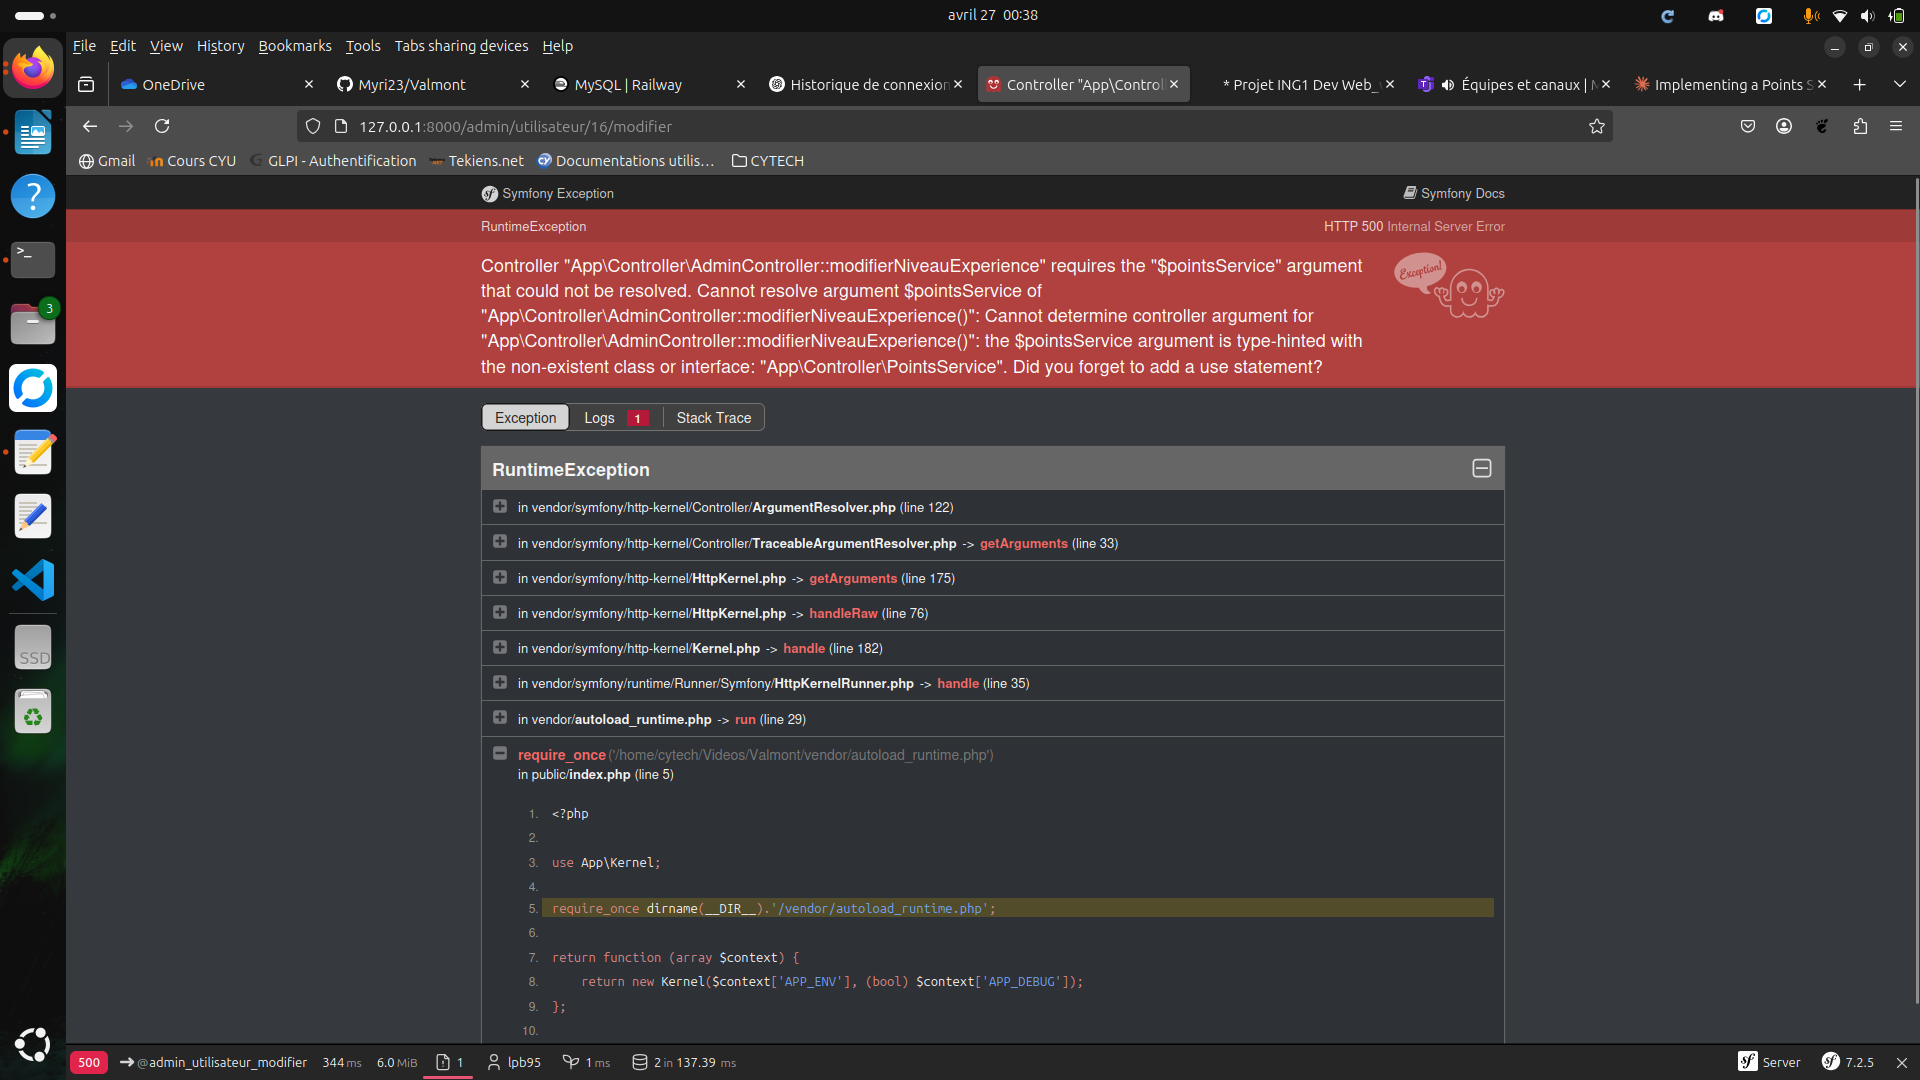 avril 27  00:38
File Edit View History Bookmarks Tools Tabs sharing devices Help
OneDrive
Myri23/Valmont
MySQL | Railway
Historique de connexion
Controller "App\Control
* Projet ING1 Dev Web_
Équipes et canaux |
Implementing a Points S
127.0.0.1:8000/admin/utilisateur/16/modifier
Gmail Cours CYU GLPI - Authentification Tekiens.net Documentations utilis… CYTECH
Symfony Exception
Symfony Docs
RuntimeException
HTTP 500 Internal Server Error
Controller "App\Controller\AdminController::modifierNiveauExperience" requires the "$pointsService" argument
that could not be resolved. Cannot resolve argument $pointsService of
"App\Controller\AdminController::modifierNiveauExperience()": Cannot determine controller argument for
"App\Controller\AdminController::modifierNiveauExperience()": the $pointsService argument is type-hinted with
the non-existent class or interface: "App\Controller\PointsService". Did you forget to add a use statement?
Exception!
Exception Logs 1 Stack Trace
RuntimeException
in vendor/symfony/http-kernel/Controller/ArgumentResolver.php (line 122)
in vendor/symfony/http-kernel/Controller/TraceableArgumentResolver.php -> getArguments (line 33)
in vendor/symfony/http-kernel/HttpKernel.php -> getArguments (line 175)
in vendor/symfony/http-kernel/HttpKernel.php -> handleRaw (line 76)
in vendor/symfony/http-kernel/Kernel.php -> handle (line 182)
in vendor/symfony/runtime/Runner/Symfony/HttpKernelRunner.php -> handle (line 35)
in vendor/autoload_runtime.php -> run (line 29)
require_once('/home/cytech/Videos/Valmont/vendor/autoload_runtime.php')
in public/index.php (line 5)
1. <?php
2.
3. use App\Kernel;
4.
5. require_once dirname(__DIR__).'/vendor/autoload_runtime.php';
6.
7. return function (array $context) {
8. return new Kernel($context['APP_ENV'], (bool) $context['APP_DEBUG']);
9. };
10.
3
SSD
500 @admin_utilisateur_modifier 344 ms 6.0 MiB 1 lpb95 1 ms 2 in 137.39 ms
Server 7.2.5